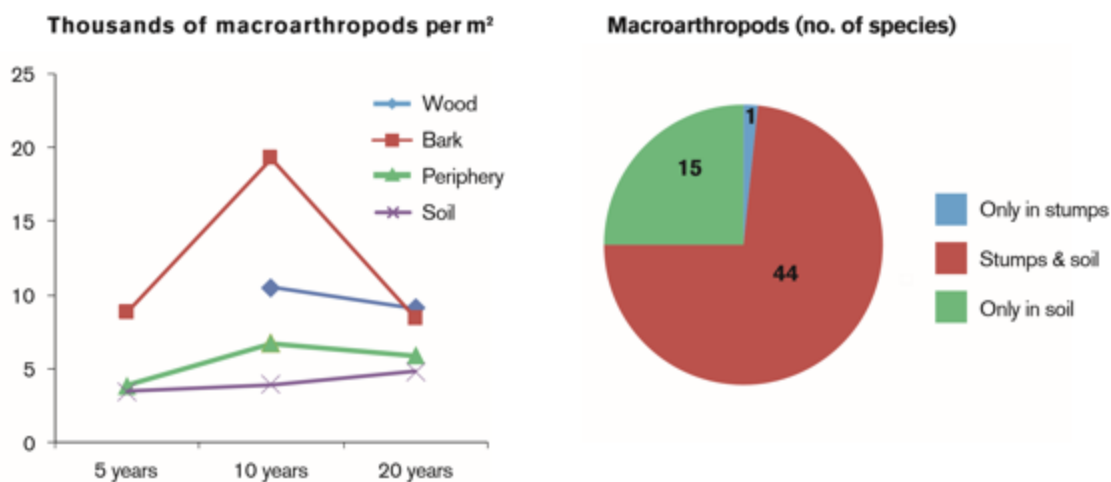 Thousands of macroarthropods per m²
25
20
15
10
5
0
5 years
10 years
20 years
Wood
Bark
Periphery
Soil
Macroarthropods (no. of species)
1
15
44
Only in stumps
Stumps & soil
Only in soil